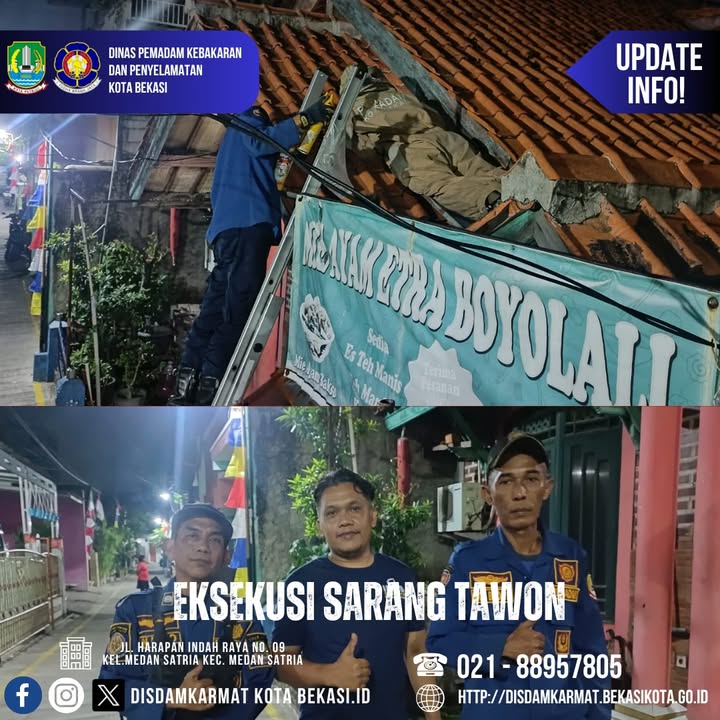 DINAS PEMADAM KEBAKARAN
DAN PENYELAMATAN
KOTA BEKASI
UPDATE
INFO!
MIE AYAM ETRA BOYOLALI
Sedia
Es Teh Manis
Terima
Pesanan
EKSEKUSI SARANG TAWON
JL. HARAPAN INDAH RAYA NO. 09
KEL.MEDAN SATRIA KEC. MEDAN SATRIA
021 - 88957805
DISDAMKARMAT KOTA BEKASI.ID
HTTP://DISDAMKARMAT.BEKASIKOTA.GO.ID